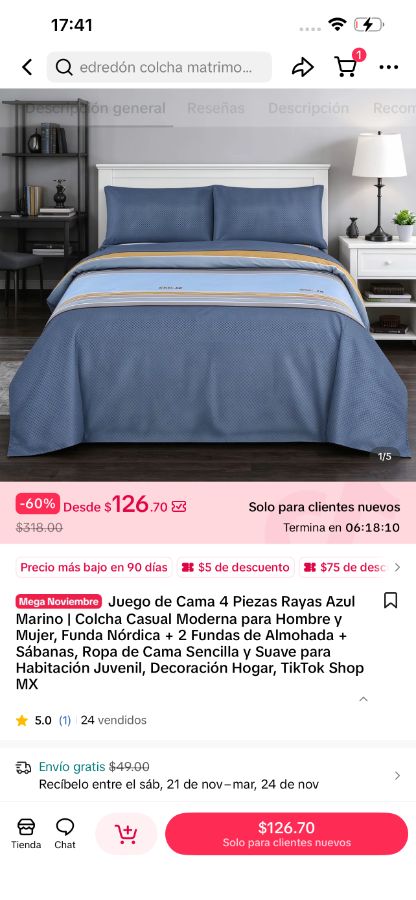 17:41
edredón colcha matrimo...
1
Descripción general Reseñas Descripción Recom
1/5
-60% Desde $126.70 Solo para clientes nuevos
$318.00 Termina en 06:18:10
Precio más bajo en 90 días $5 de descuento $75 de desc
Mega Noviembre Juego de Cama 4 Piezas Rayas Azul
Marino | Colcha Casual Moderna para Hombre y
Mujer, Funda Nórdica + 2 Fundas de Almohada +
Sábanas, Ropa de Cama Sencilla y Suave para
Habitación Juvenil, Decoración Hogar, TikTok Shop
MX
5.0 (1) 24 vendidos
Envío gratis $49.00
Recíbelo entre el sáb, 21 de nov–mar, 24 de nov
Tienda Chat
$126.70
Solo para clientes nuevos